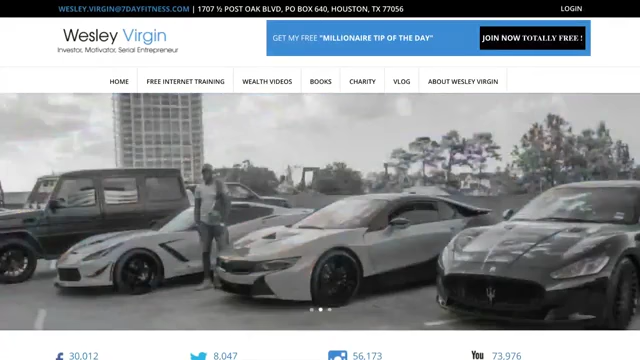 WESLEY.VIRGIN@7DAYFITNESS.COM | 1707 ½ POST OAK BLVD, PO BOX 640, HOUSTON, TX 77056 LOGIN
Wesley Virgin
Investor, Motivator, Serial Entrepreneur
GET MY FREE "MILLIONAIRE TIP OF THE DAY"
JOIN NOW TOTALLY FREE !
HOME FREE INTERNET TRAINING WEALTH VIDEOS BOOKS CHARITY VLOG ABOUT WESLEY VIRGIN
30,012 8,047 56,173 You 73,976